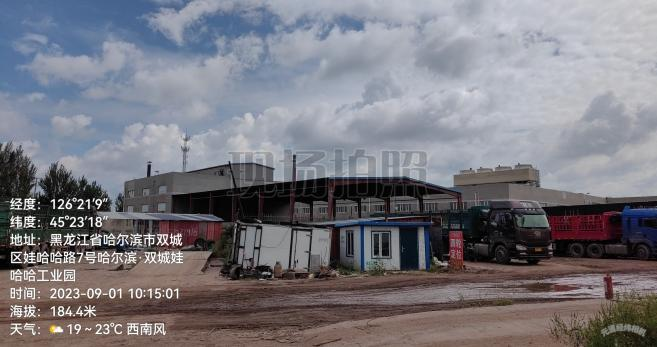 现场拍照
经度：126°21'9"
纬度：45°23'18"
地址：黑龙江省哈尔滨市双城
区娃哈哈路7号哈尔滨·双城娃
哈哈工业园
时间：2023-09-01 10:15:01
海拔：184.4米
天气：19~23℃ 西南风